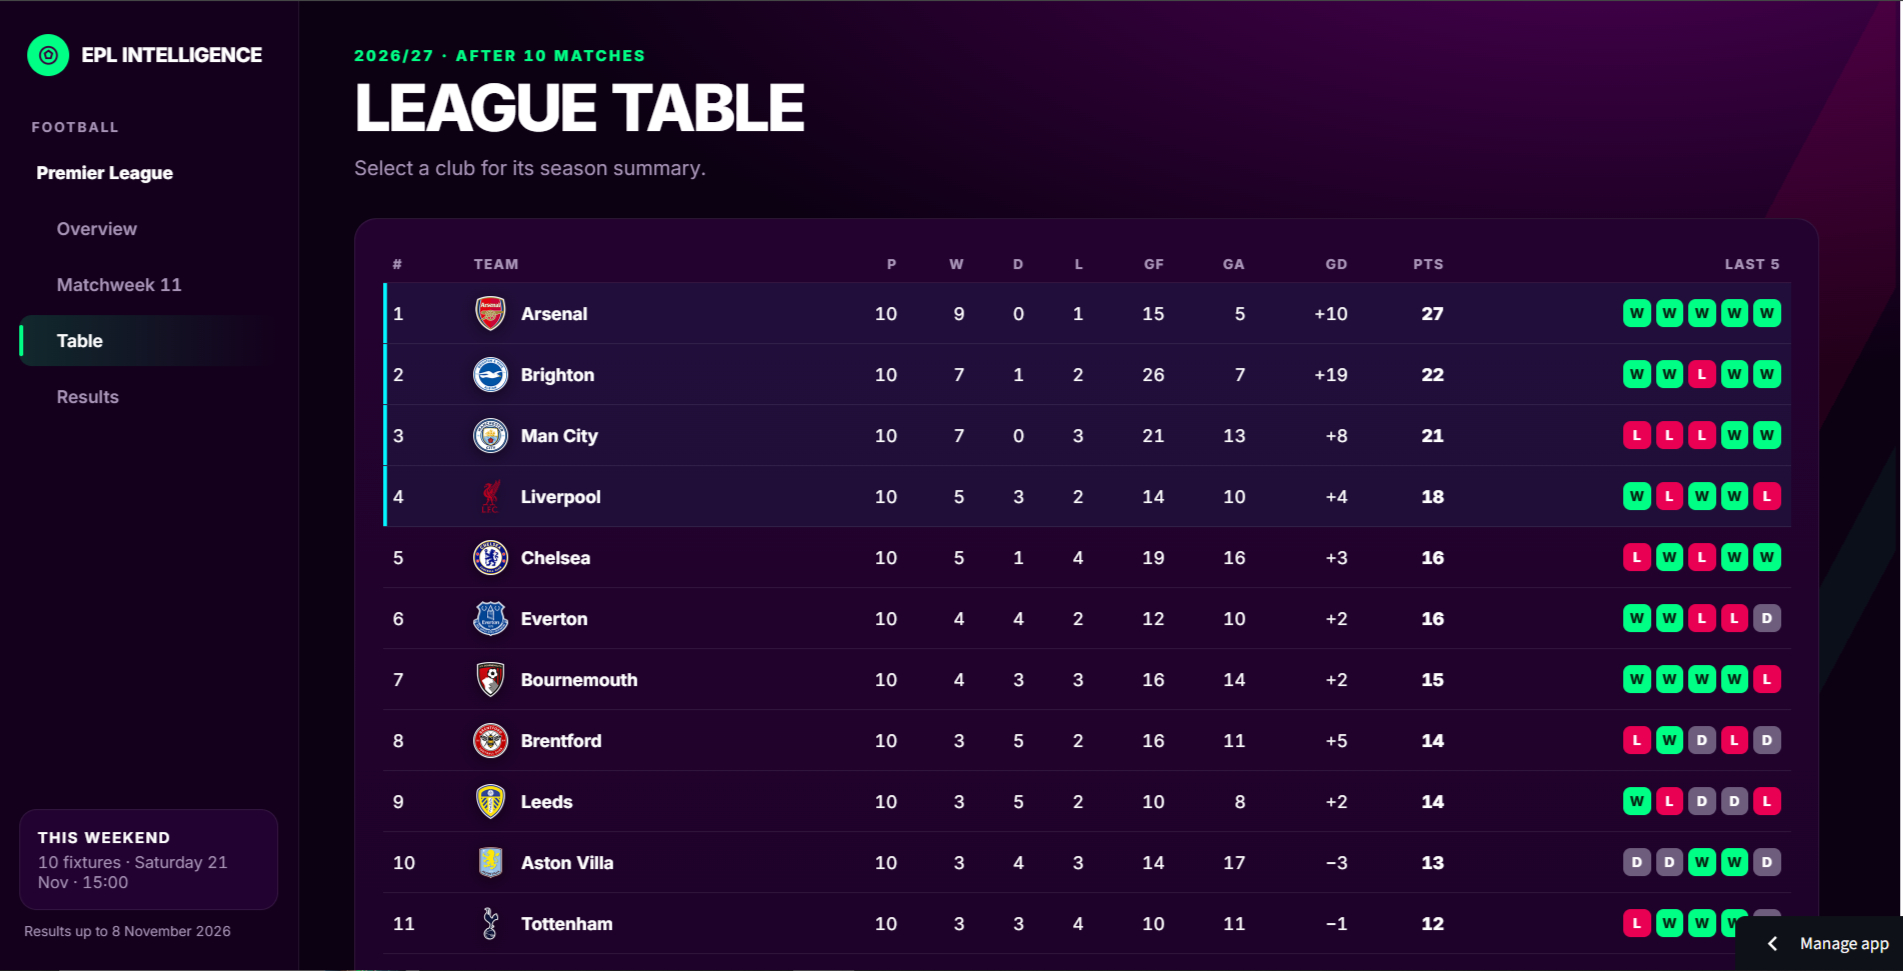 EPL INTELLIGENCE
FOOTBALL
Premier League
Overview
Matchweek 11
Table
Results
THIS WEEKEND
10 fixtures · Saturday 21
Nov · 15:00
Results up to 8 November 2026
2026/27 · AFTER 10 MATCHES
LEAGUE TABLE
Select a club for its season summary.
# TEAM P W D L GF GA GD PTS LAST 5
1 Arsenal 10 9 0 1 15 5 +10 27 W W W W W
2 Brighton 10 7 1 2 26 7 +19 22 W W L W W
3 Man City 10 7 0 3 21 13 +8 21 L L L W W
4 Liverpool 10 5 3 2 14 10 +4 18 W L W W L
5 Chelsea 10 5 1 4 19 16 +3 16 L W L W W
6 Everton 10 4 4 2 12 10 +2 16 W W L L D
7 Bournemouth 10 4 3 3 16 14 +2 15 W W W W L
8 Brentford 10 3 5 2 16 11 +5 14 L W D L D
9 Leeds 10 3 5 2 10 8 +2 14 W L D D L
10 Aston Villa 10 3 4 3 14 17 −3 13 D D W W D
11 Tottenham 10 3 3 4 10 11 −1 12 L W W W
Manage app